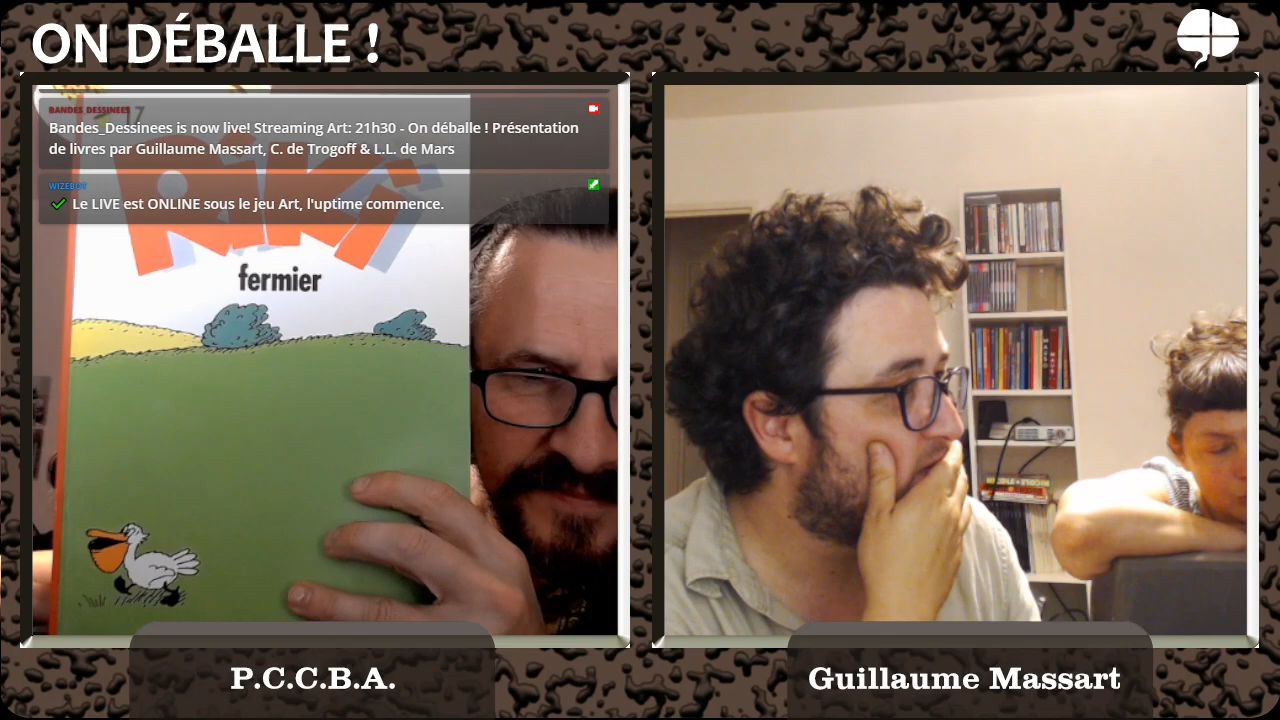 ON DÉBALLE !
BANDES DESSINEES
Bandes_Dessinees is now live! Streaming Art: 21h30 - On déballe ! Présentation
de livres par Guillaume Massart, C. de Trogoff & L.L. de Mars
WIZEBOT
✔ Le LIVE est ONLINE sous le jeu Art, l'uptime commence.
fermier
P.C.C.B.A.
Guillaume Massart